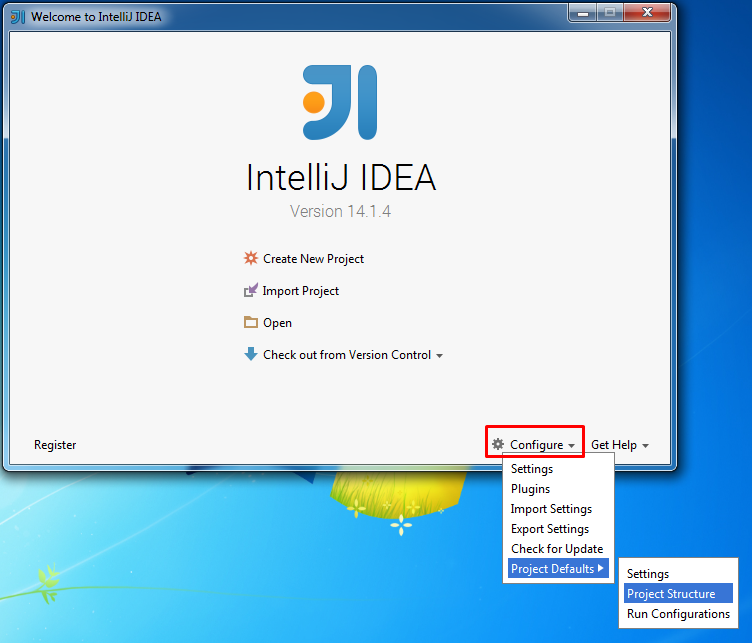 Welcome to IntelliJ IDEA
IntelliJ IDEA
Version 14.1.4
Create New Project
Import Project
Open
Check out from Version Control
Register
Configure
Get Help
Settings
Plugins
Import Settings
Export Settings
Check for Update
Project Defaults
Settings
Project Structure
Run Configurations